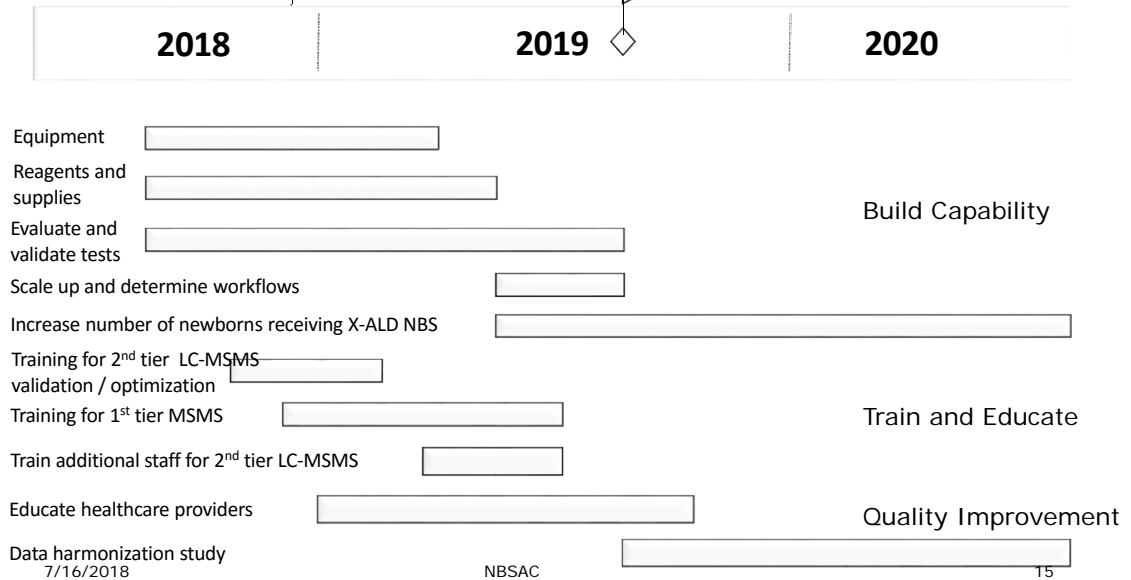 2018 2019 2020
Equipment
Reagents and
supplies
Build Capability
Evaluate and
validate tests
Scale up and determine workflows
Increase number of newborns receiving X-ALD NBS
Training for 2nd tier LC-MSMS
validation / optimization
Training for 1st tier MSMS
Train and Educate
Train additional staff for 2nd tier LC-MSMS
Educate healthcare providers
Quality Improvement
Data harmonization study
7/16/2018 NBSAC 15